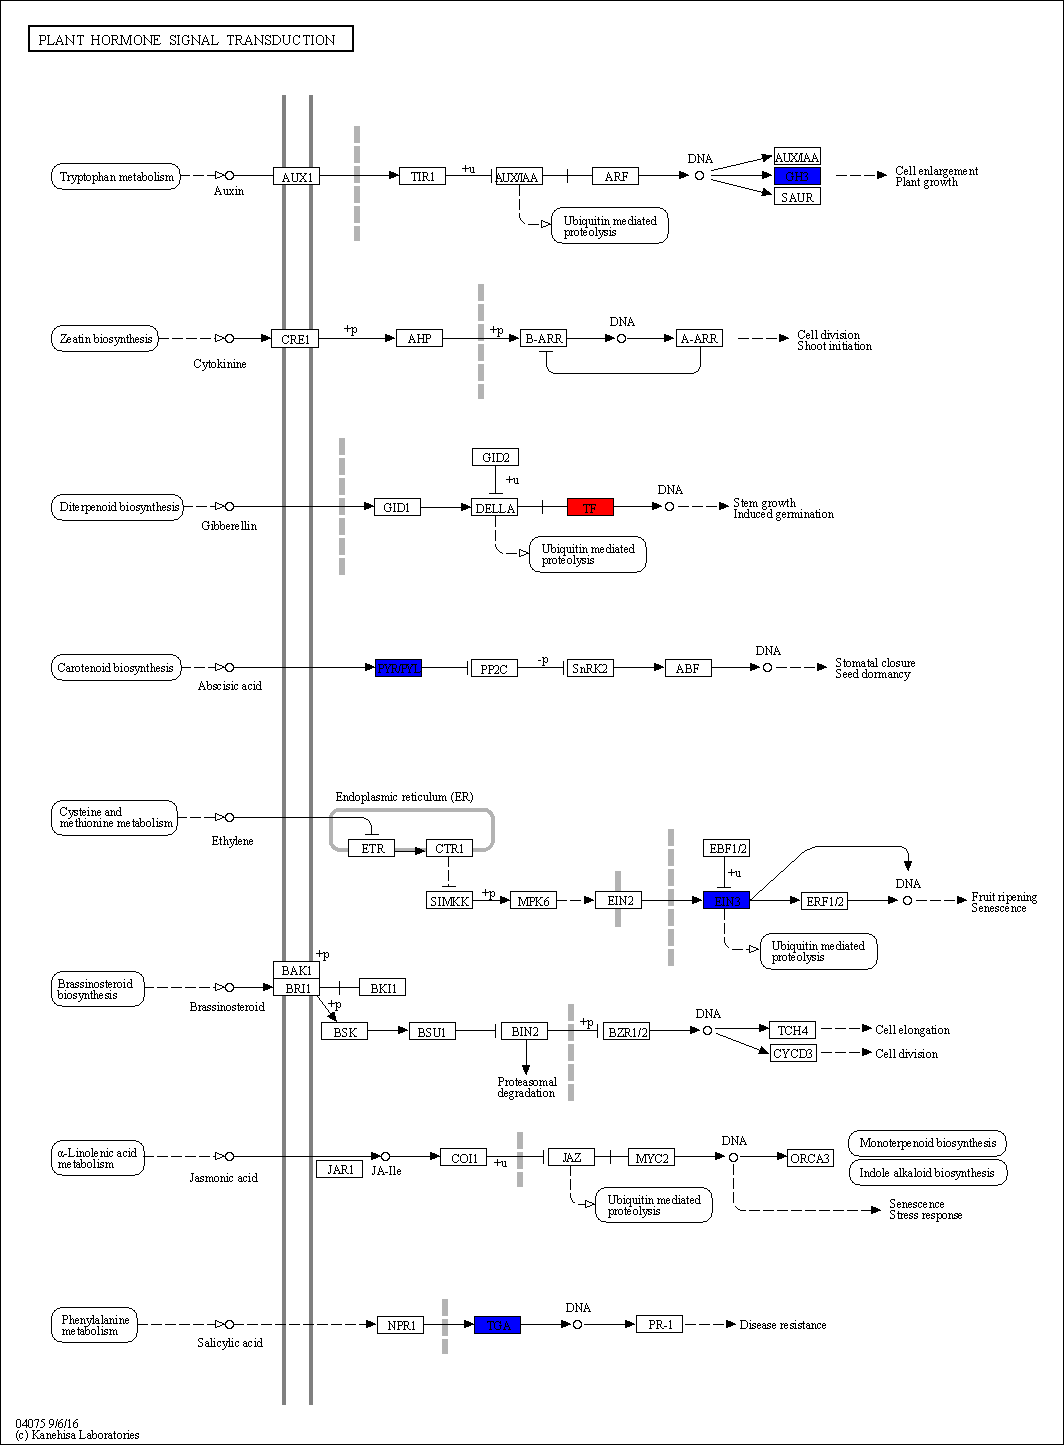 PLANT HORMONE SIGNAL TRANSDUCTION
DNA
Tryptophan metabolism
Auxin
AUX1
TIR1
+u
AUX/IAA
ARF
AUX/IAA
GH3
SAUR
Cell enlargement
Plant growth
Ubiquitin mediated
proteolysis
DNA
Zeatin biosynthesis
Cytokinine
CRE1
+p
AHP
+p
B-ARR
A-ARR
Cell division
Shoot initiation
GID2
+u
DNA
Diterpenoid biosynthesis
Gibberellin
GID1
DELLA
TF
Stem growth
Induced germination
Ubiquitin mediated
proteolysis
DNA
Carotenoid biosynthesis
Abscisic acid
PYR/PYL
PP2C
-p
SnRK2
ABF
Stomatal closure
Seed dormancy
Endoplasmic reticulum (ER)
Cysteine and
methionine metabolism
Ethylene
ETR
CTR1
SIMKK
+p
MPK6
EIN2
EBF1/2
+u
EIN3
ERF1/2
DNA
Fruit ripening
Senescence
Ubiquitin mediated
proteolysis
Brassinosteroid
biosynthesis
Brassinosteroid
BAK1
+p
BRI1
BKI1
+p
BSK
BSU1
BIN2
+p
BZR1/2
DNA
TCH4
CYCD3
Cell elongation
Cell division
Proteasomal
degradation
α-Linolenic acid
metabolism
Jasmonic acid
JAR1
JA-Ile
COI1
+u
JAZ
MYC2
DNA
ORCA3
Monoterpenoid biosynthesis
Indole alkaloid biosynthesis
Ubiquitin mediated
proteolysis
Senescence
Stress response
Phenylalanine
metabolism
Salicylic acid
NPR1
TGA
DNA
PR-1
Disease resistance
04075 9/6/16
(c) Kanehisa Laboratories